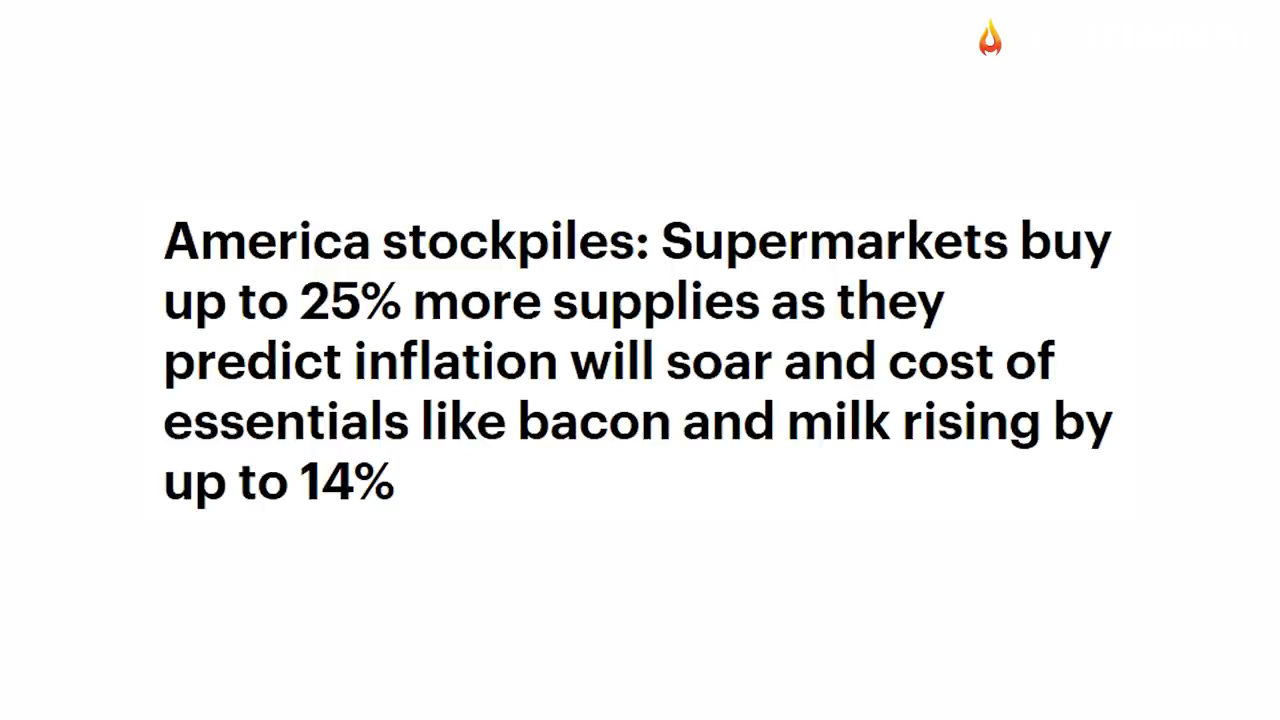 America stockpiles: Supermarkets buy
up to 25% more supplies as they
predict inflation will soar and cost of
essentials like bacon and milk rising by
up to 14%